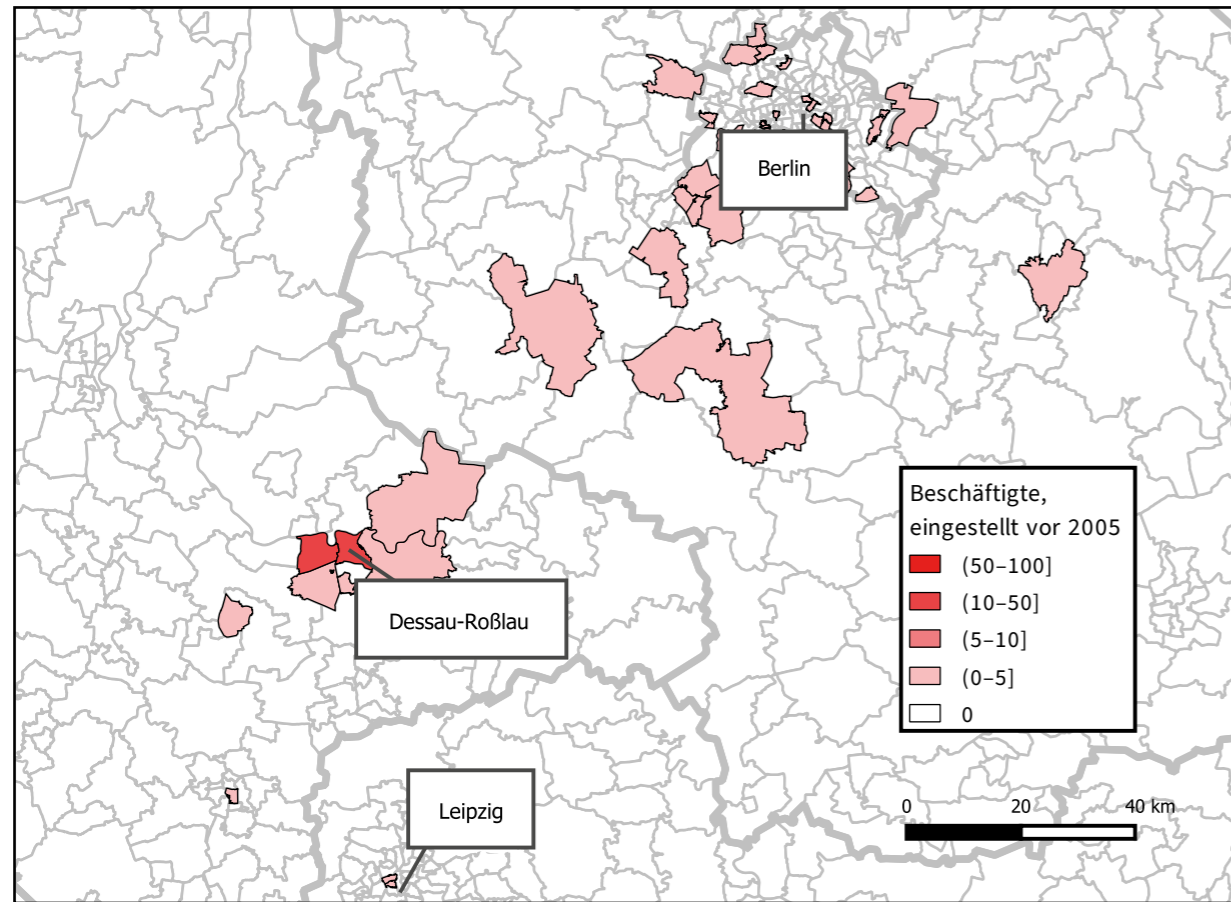 Berlin
Beschäftigte,
eingestellt vor 2005
(50–100]
(10–50]
(5–10]
(0–5]
0
Dessau-Roßlau
Leipzig
0 20 40 km